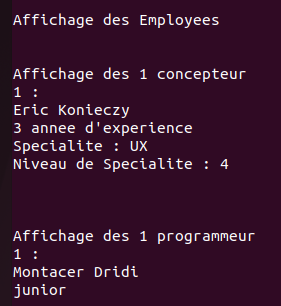 Affichage des Employees
Affichage des 1 concepteur
1 :
Eric Konieczy
3 annee d'experience
Specialite : UX
Niveau de Specialite : 4
Affichage des 1 programmeur
1 :
Montacer Dridi
junior